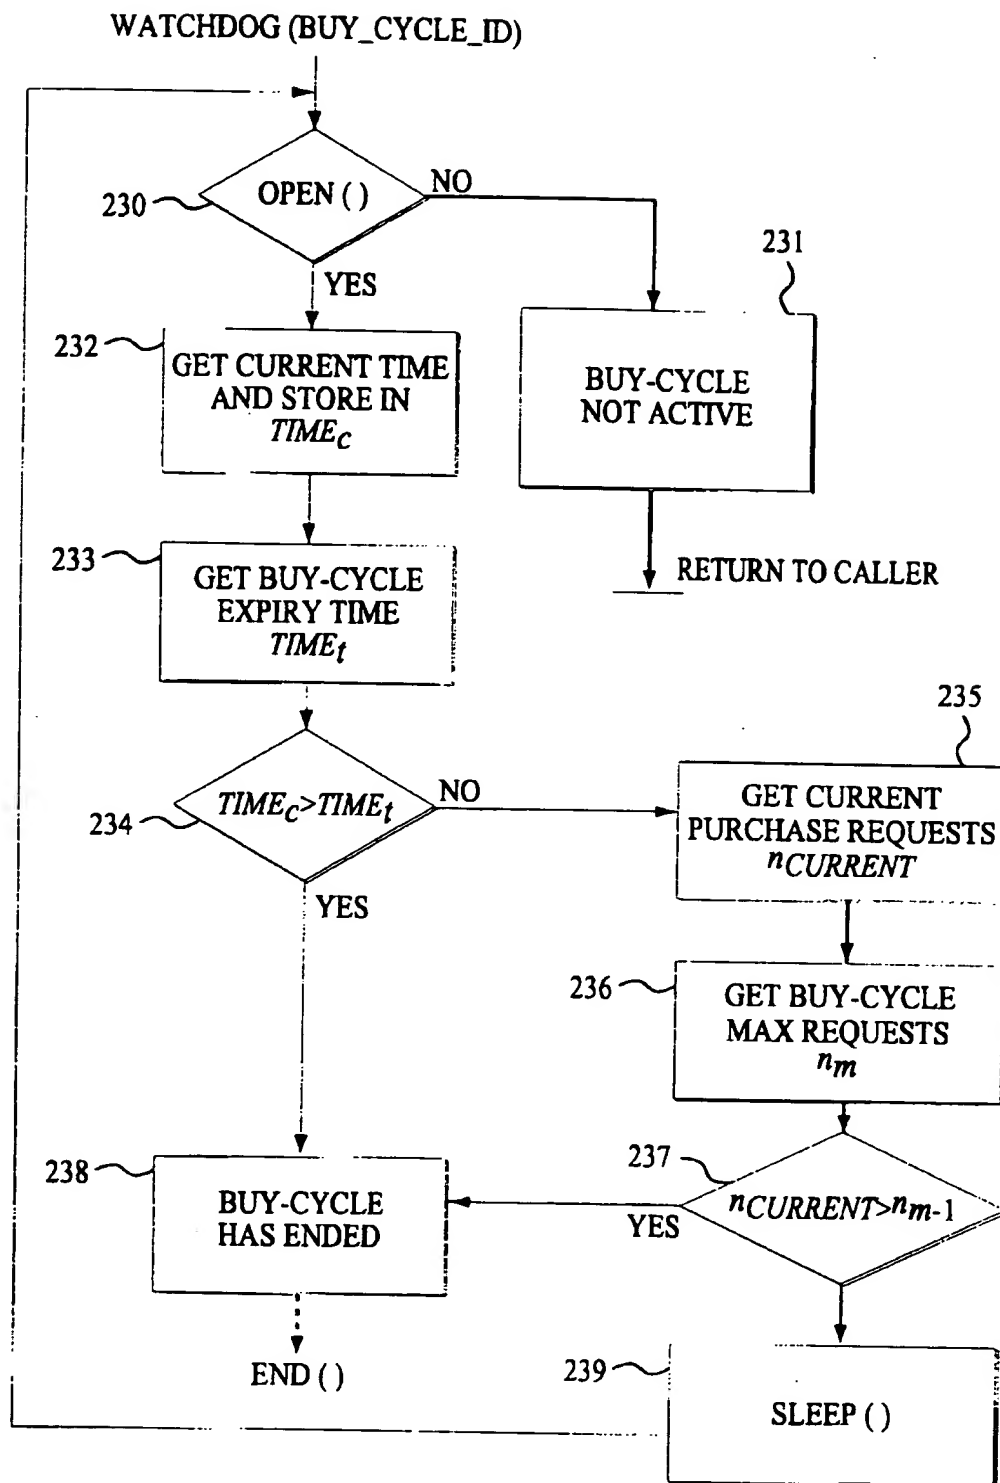 WATCHDOG (BUY_CYCLE_ID)
230
OPEN ( )
NO
YES
231
BUY-CYCLE
NOT ACTIVE
RETURN TO CALLER
232
GET CURRENT TIME
AND STORE IN
TIMEc
233
GET BUY-CYCLE
EXPIRY TIME
TIMEt
234
TIMEc>TIMEt
NO
YES
235
GET CURRENT
PURCHASE REQUESTS
nCURRENT
236
GET BUY-CYCLE
MAX REQUESTS
nm
237
nCURRENT>nm-1
YES
238
BUY-CYCLE
HAS ENDED
END ( )
239
SLEEP ( )